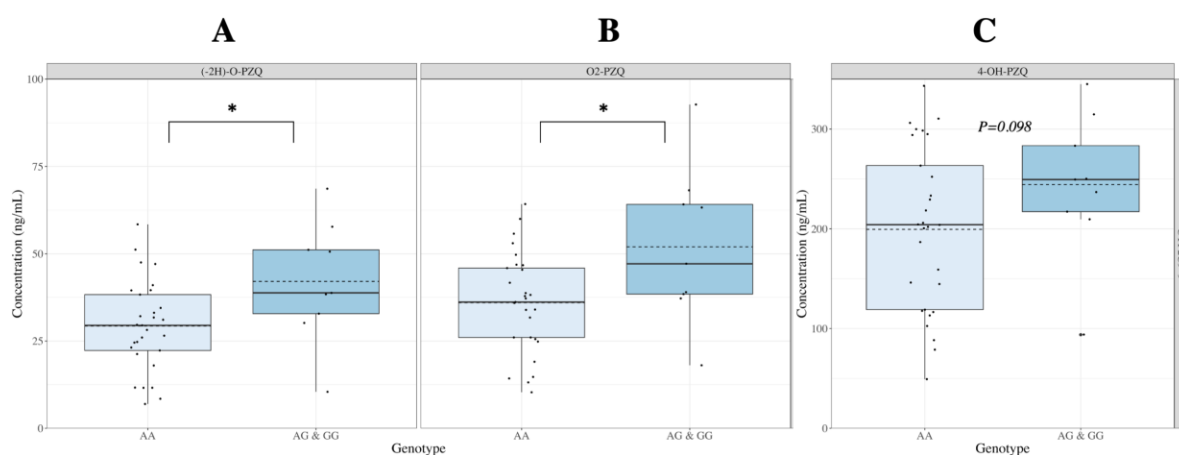 A
B
C
(-2H)-O-PZQ
O2-PZQ
4-OH-PZQ
Concentration (ng/mL)
100
75
50
25
0
*
*
AA
AG & GG
AA
AG & GG
Genotype
Concentration (ng/mL)
300
200
100
0
P=0.098
AA
AG & GG
Genotype